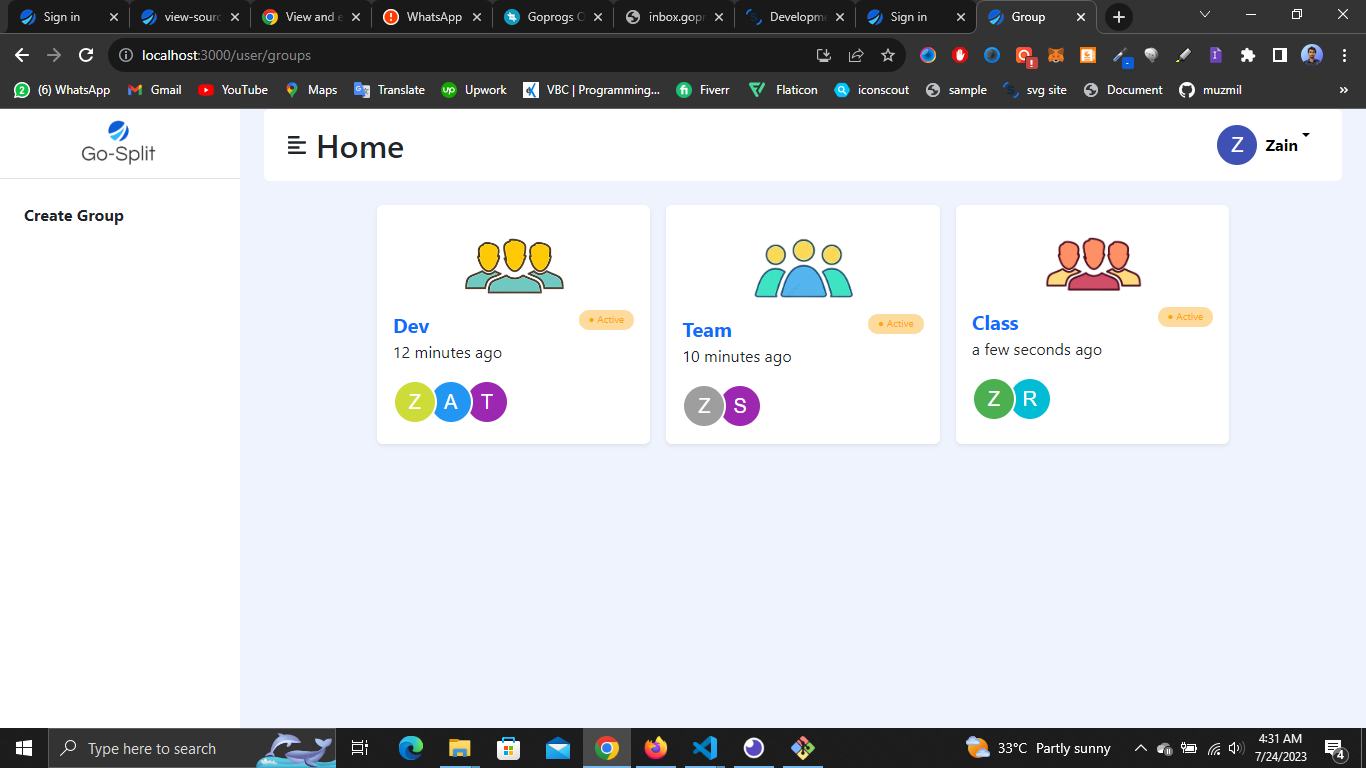 Sign in
view-sourc
View and e
WhatsApp
Goprogs O
inbox.gopr
Developme
Sign in
Group
localhost:3000/user/groups
(6) WhatsApp
Gmail
YouTube
Maps
Translate
Upwork
VBC | Programming...
Fiverr
Flaticon
iconscout
sample
svg site
Document
muzmil
»
Go-Split
Home
Z
Zain
Create Group
Dev
Active
12 minutes ago
Z A T
Team
Active
10 minutes ago
Z S
Class
Active
a few seconds ago
Z R
Type here to search
33°C Partly sunny
4:31 AM
7/24/2023
4